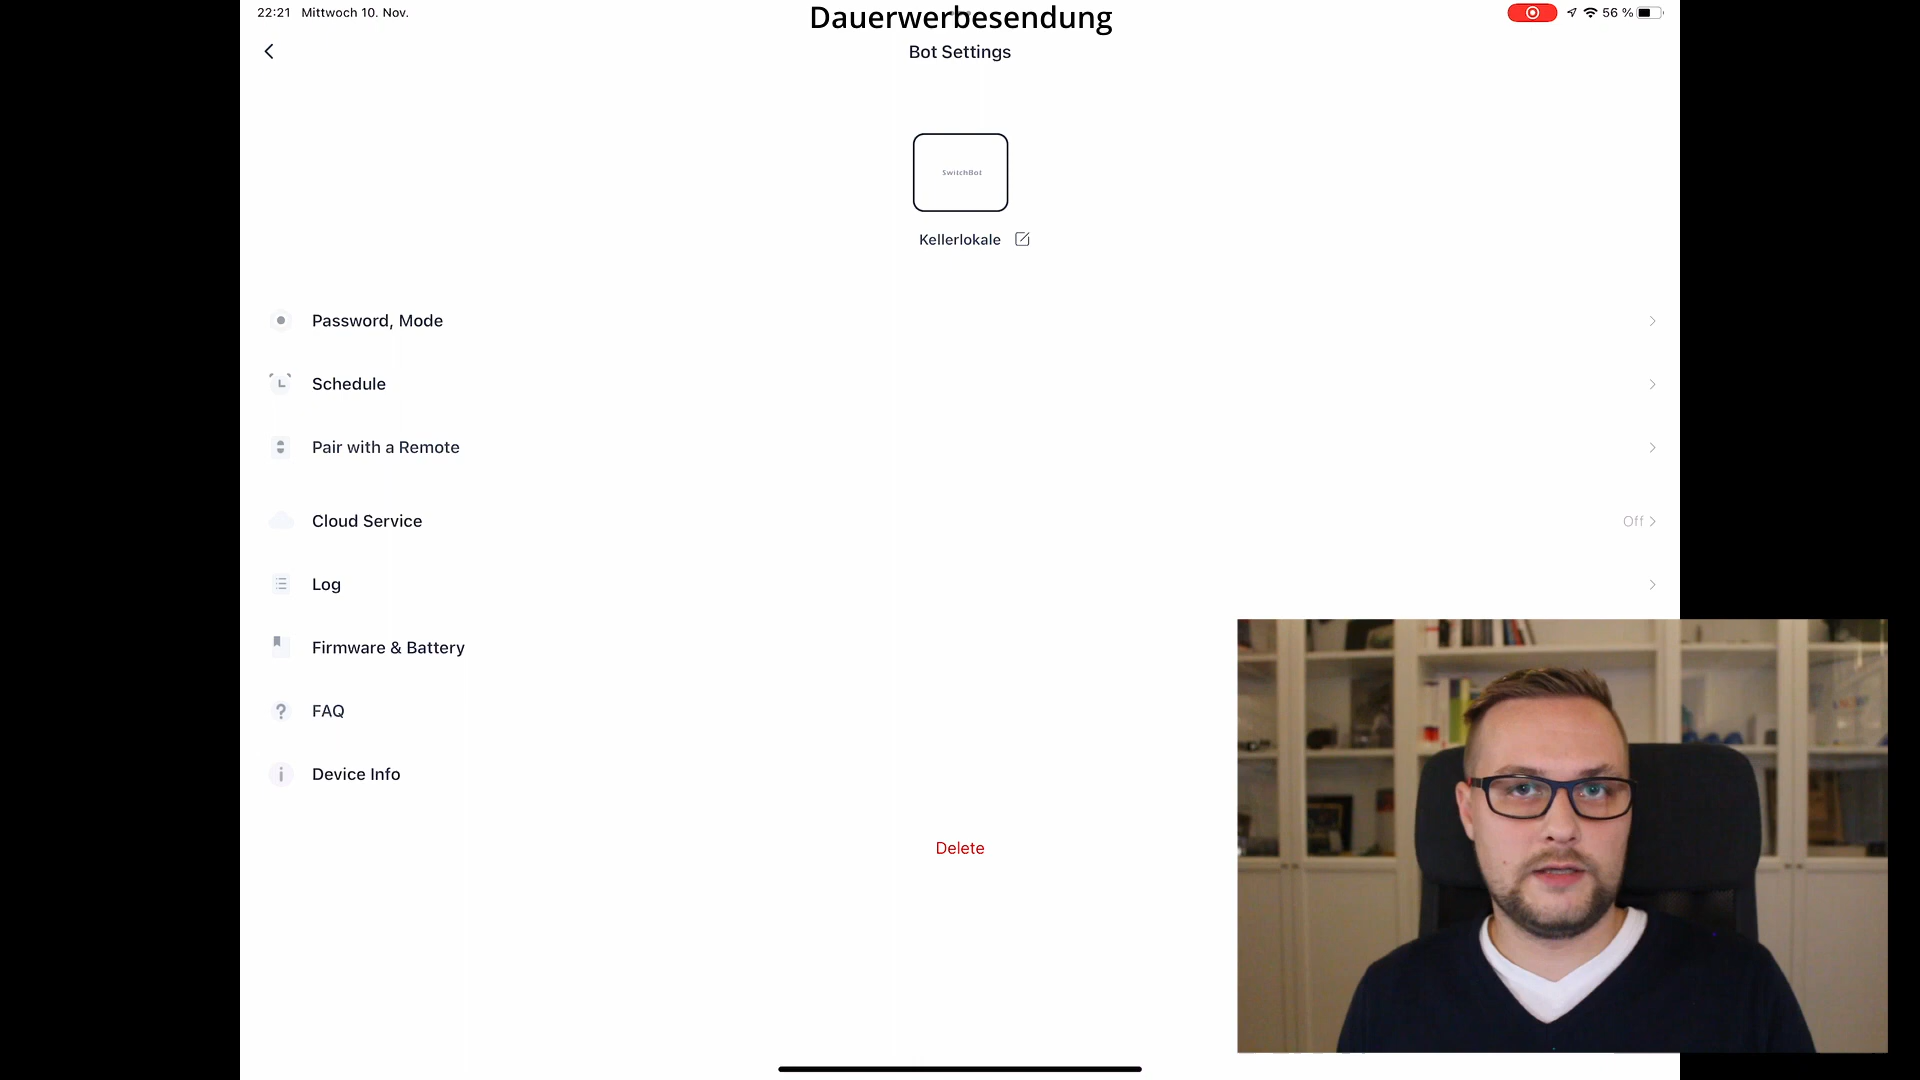 22:21 Mittwoch 10. Nov.
Dauerwerbesendung
56 %
Bot Settings
SwitchBot
Kellerlokale
Password, Mode
Schedule
Pair with a Remote
Cloud Service
Off
Log
Firmware & Battery
FAQ
Device Info
Delete